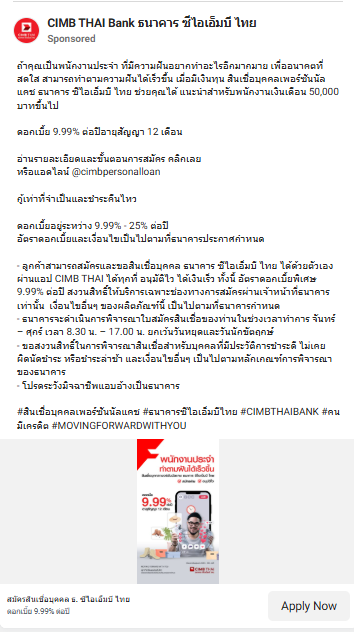 CIMB THAI Bank ธนาคาร ซีไอเอ็มบี ไทย
Sponsored
ถ้าคุณเป็นพนักงานประจำ ที่มีความฝันอยากทำอะไรอีกมากมาย เพื่ออนาคตที่
สดใส สามารถทำตามความฝันได้เร็วขึ้น เมื่อมีเงินทุน สินเชื่อบุคคลเพอร์ซันนัล
แคช ธนาคาร ซีไอเอ็มบี ไทย ช่วยคุณได้ แนะนำสำหรับพนักงานเงินเดือน 50,000
บาทขึ้นไป
ดอกเบี้ย 9.99% ต่อปีอายุสัญญา 12 เดือน
อ่านรายละเอียดและขั้นตอนการสมัคร คลิกเลย
หรือแอดไลน์ @cimbpersonalloan
กู้เท่าที่จำเป็นและชำระคืนไหว
ดอกเบี้ยอยู่ระหว่าง 9.99% - 25% ต่อปี
อัตราดอกเบี้ยและเงื่อนไขเป็นไปตามที่ธนาคารประกาศกำหนด
- ลูกค้าสามารถสมัครและขอสินเชื่อบุคคล ธนาคาร ซีไอเอ็มบี ไทย ได้ด้วยตัวเอง
ผ่านแอป CIMB THAI ได้ทุกที่ อนุมัติไว ได้เงินเร็ว ทั้งนี้ อัตราดอกเบี้ยพิเศษ
9.99% ต่อปี สงวนสิทธิ์ให้บริการเฉพาะช่องทางการสมัครผ่านเจ้าหน้าที่ธนาคาร
เท่านั้น เงื่อนไขอื่นๆ ของผลิตภัณฑ์นี้ เป็นไปตามที่ธนาคารกำหนด
- ธนาคารจะดำเนินการพิจารณาใบสมัครสินเชื่อของท่านในช่วงเวลาทำการ จันทร์
– ศุกร์ เวลา 8.30 น. – 17.00 น. ยกเว้นวันหยุดและวันนักขัตฤกษ์
- ขอสงวนสิทธิ์ในการพิจารณาสินเชื่อสำหรับบุคคลที่มีประวัติการชำระดี ไม่เคย
ผิดนัดชำระ หรือชำระล่าช้า และเงื่อนไขอื่นๆ เป็นไปตามหลักเกณฑ์การพิจารณา
ของธนาคาร
- โปรดระวังมิจฉาชีพแอบอ้างเป็นธนาคาร
#สินเชื่อบุคคลเพอร์ซันนัลแคช #ธนาคารซีไอเอ็มบีไทย #CIMBTHAIBANK #คน
มีเครดิต #MOVINGFORWARDWITHYOU
พนักงานประจำ
ทำตามฝันได้เร็วขึ้น
9.99%
CIMB THAI
สมัครสินเชื่อบุคคล ธ. ซีไอเอ็มบี ไทย
ดอกเบี้ย 9.99% ต่อปี
Apply Now